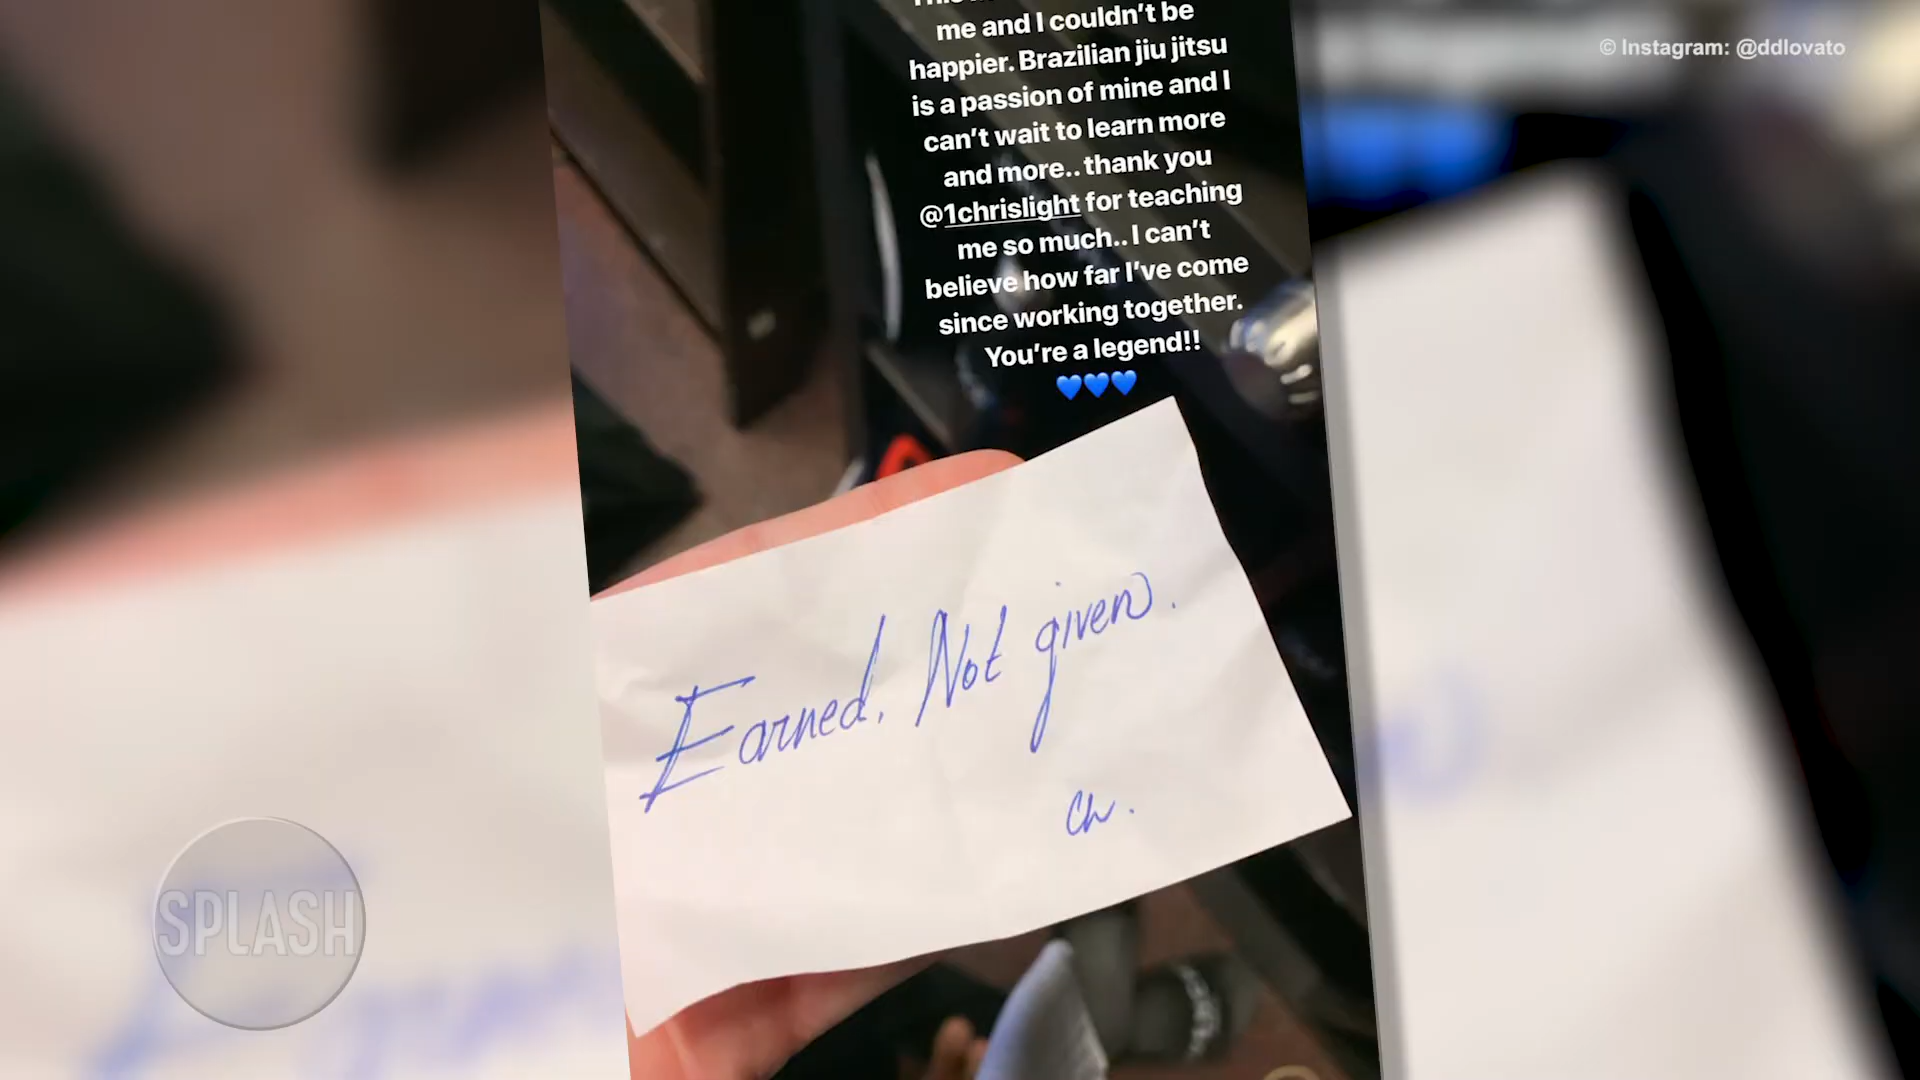 © Instagram: @ddlovato
me and I couldn't be
happier. Brazilian jiu jitsu
is a passion of mine and I
can't wait to learn more
and more.. thank you
@1chrislight for teaching
me so much.. I can't
believe how far I've come
since working together.
You're a legend!!
💙💙💙
Earned. Not given.
Ch.
SPLASH